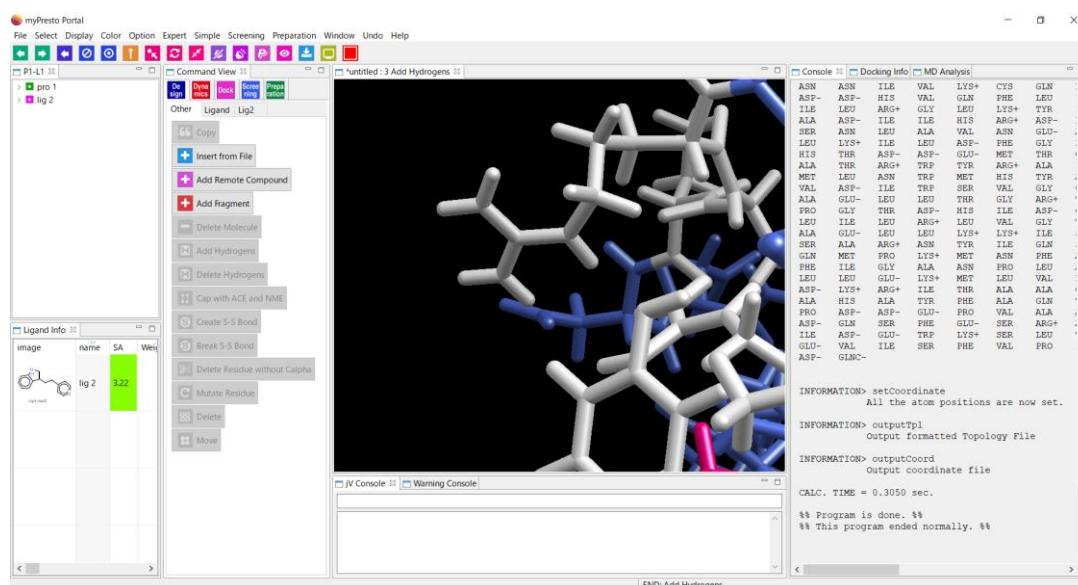 myPresto Portal
File Select Display Color Option Expert Simple Screening Preparation Window Undo Help
P1-L1
pro 1
lig 2
Ligand Info
image name SA Wei
lig 2 3.22
Command View
De sign
Dyna mics
Dock
Scree ning
Prepa ration
Other Ligand Lig2
Copy
Insert from File
Add Remote Compound
Add Fragment
Delete Molecule
Add Hydrogens
Delete Hydrogens
Cap with ACE and NME
Create S-S Bond
Break S-S Bond
Delete Residue without Calpha
Mutate Residue
Delete
Move
*untitled : 3 Add Hydrogens
jV Console Warning Console
Console Docking Info MD Analysis
ASN ASN ILE VAL LYS+ CYS GLN
ASP- ASP- HIS VAL GLN PHE LEU
ILE LEU ARG+ GLY LEU LYS+ TYR
ALA ASP- ILE ILE HIS ARG+ ASP-
SER ASN LEU ALA VAL ASN GLU-
LEU LYS+ ILE LEU ASP- PHE GLY
HIS THR ASP- ASP- GLU- MET THR
ALA THR ARG+ TRP TYR ARG+ ALA
MET LEU ASN TRP MET HIS TYR
VAL ASP- ILE TRP SER VAL GLY
ALA GLU- LEU LEU THR GLY ARG+
PRO GLY THR ASP- HIS ILE ASP-
LEU ILE LEU ARG+ LEU VAL GLY
ALA GLU- LEU LEU LYS+ LYS+ ILE
SER ALA ARG+ ASN TYR ILE GLN
GLN MET PRO LYS+ MET ASN PHE
PHE ILE GLY ALA ASN PRO LEU
LEU LEU GLU- LYS+ MET LEU VAL
ASP- LYS+ ARG+ ILE THR ALA ALA
ALA HIS ALA TYR PHE ALA GLN
PRO ASP- ASP- GLU- PRO VAL ALA
ASP- GLN SER PHE GLU- SER ARG+
ILE ASP- GLU- TRP LYS+ SER LEU
GLU- VAL ILE SER PHE VAL PRO
ASP- GLNC-
INFORMATION> setCoordinate
All the atom positions are now set.
INFORMATION> outputTpl
Output formatted Topology File
INFORMATION> outputCoord
Output coordinate file
CALC. TIME = 0.3050 sec.
%% Program is done. %%
%% This program ended normally. %%
END: Add Hydrogens